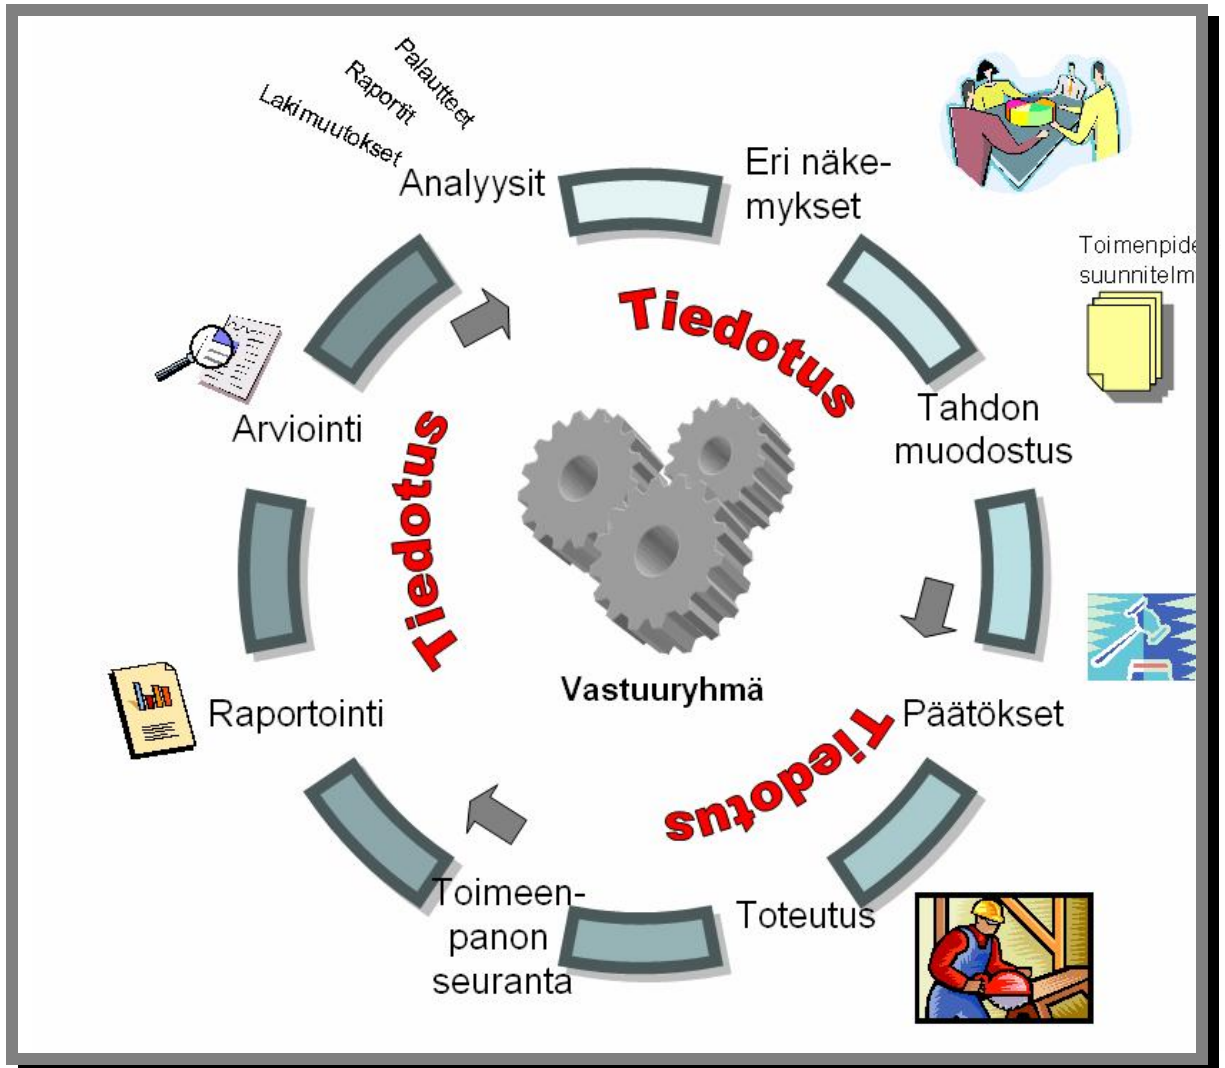 Palautteet
Raportit
Lakimuutokset
Analyysit
Eri näke-
mykset
Toimenpide
suunnitelm
Tiedotus
Tahdon
muodostus
Arviointi
Tiedotus
Vastuuryhmä
Päätökset
Raportointi
Tiedotus
Toteutus
Toimeen-
panon
seuranta